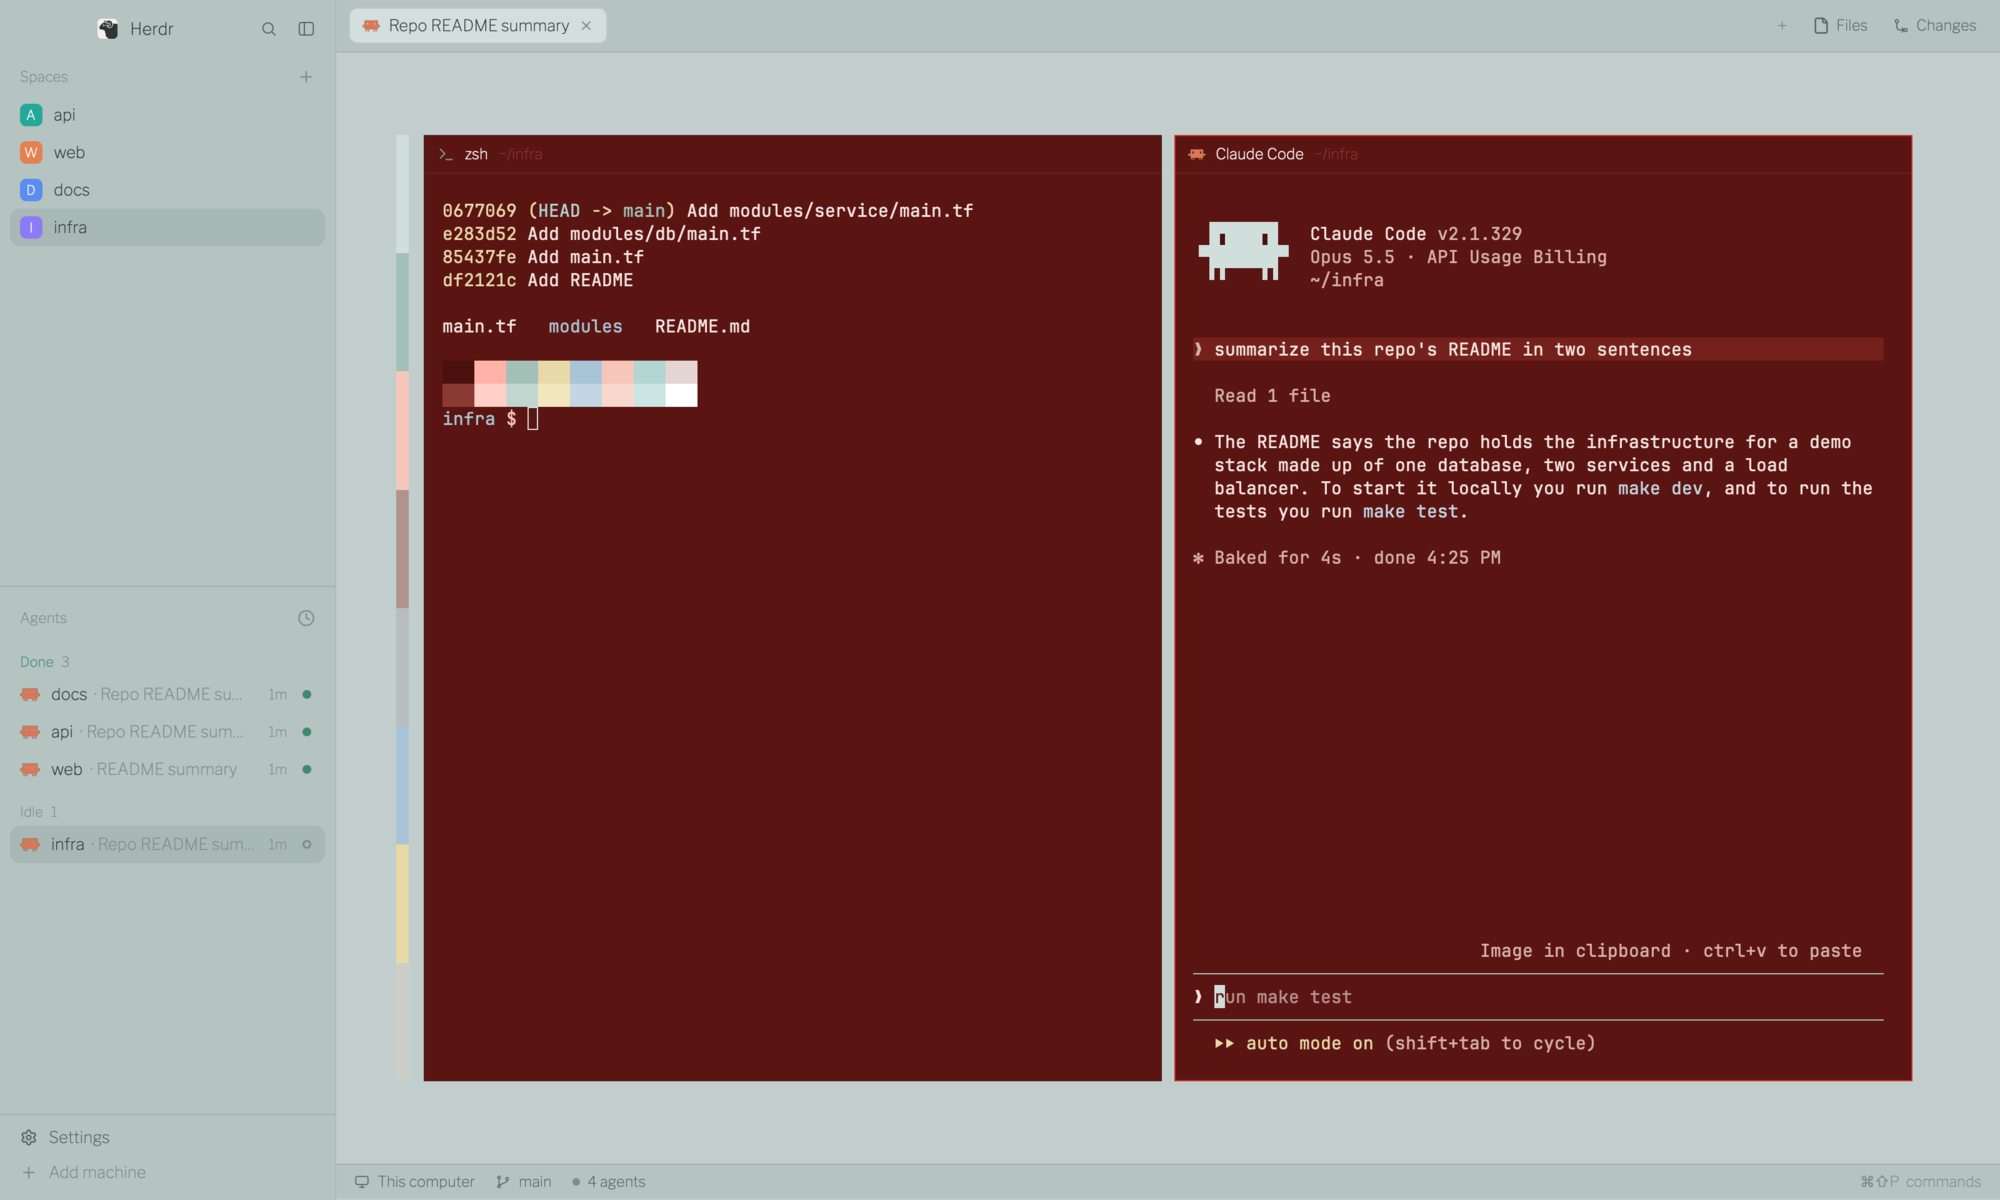 Herdr
Spaces
A api
W web
D docs
I infra
Agents
Done 3
docs · Repo README su... 1m
api · Repo README sum... 1m
web · README summary 1m
Idle 1
infra · Repo README sum... 1m
Settings
Add machine
Repo README summary
Files
Changes
zsh ~/infra
0677069 (HEAD -> main) Add modules/service/main.tf
e283d52 Add modules/db/main.tf
85437fe Add main.tf
df2121c Add README
main.tf modules README.md
infra $
Claude Code ~/infra
Claude Code v2.1.329
Opus 5.5 · API Usage Billing
~/infra
❯ summarize this repo's README in two sentences
Read 1 file
● The README says the repo holds the infrastructure for a demo
stack made up of one database, two services and a load
balancer. To start it locally you run make dev, and to run the
tests you run make test.
✻ Baked for 4s · done 4:25 PM
Image in clipboard · ctrl+v to paste
❯ run make test
▸▸ auto mode on (shift+tab to cycle)
This computer
main
4 agents
⌘⇧P commands